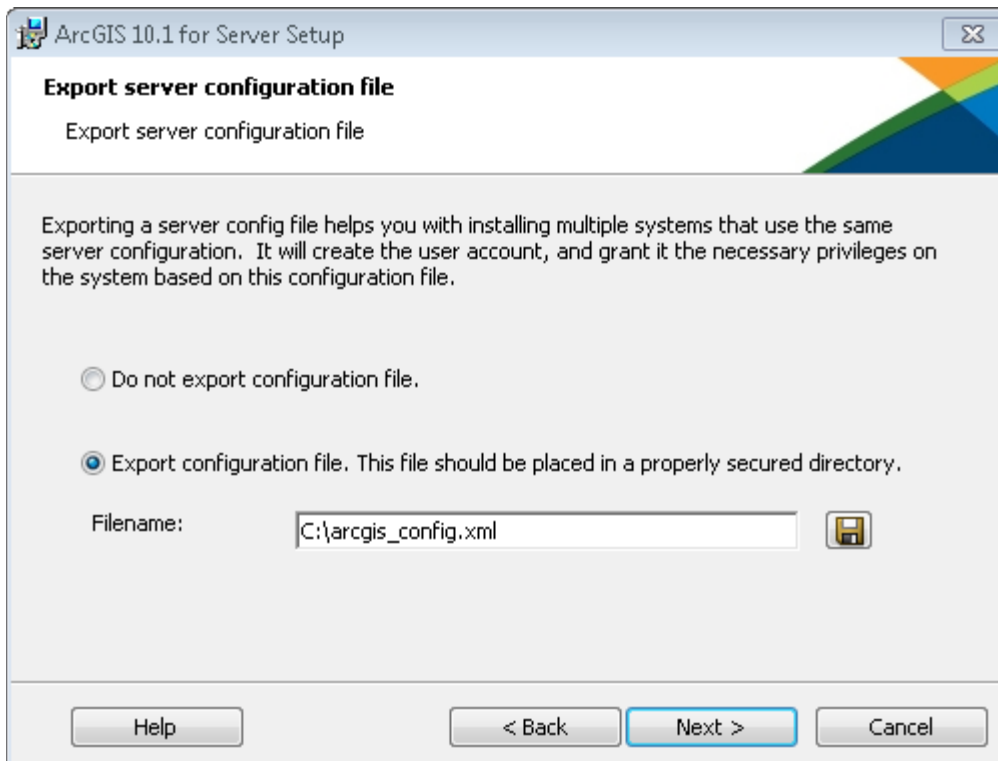 ArcGIS 10.1 for Server Setup
Export server configuration file
Export server configuration file
Exporting a server config file helps you with installing multiple systems that use the same
server configuration.  It will create the user account, and grant it the necessary privileges on
the system based on this configuration file.
Do not export configuration file.
Export configuration file. This file should be placed in a properly secured directory.
Filename:
C:\arcgis_config.xml
Help
< Back
Next >
Cancel